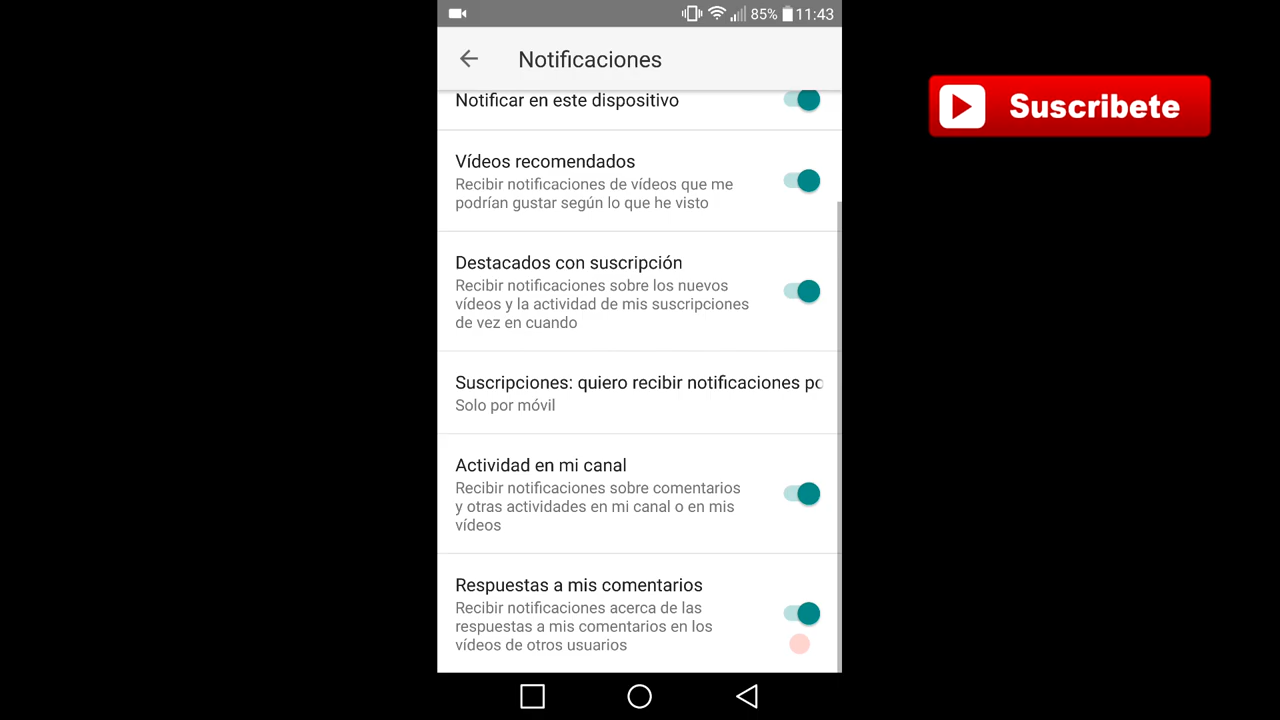 85% 11:43
Notificaciones
Notificar en este dispositivo
Vídeos recomendados
Recibir notificaciones de vídeos que me
podrían gustar según lo que he visto
Destacados con suscripción
Recibir notificaciones sobre los nuevos
vídeos y la actividad de mis suscripciones
de vez en cuando
Suscripciones: quiero recibir notificaciones po
Solo por móvil
Actividad en mi canal
Recibir notificaciones sobre comentarios
y otras actividades en mi canal o en mis
vídeos
Respuestas a mis comentarios
Recibir notificaciones acerca de las
respuestas a mis comentarios en los
vídeos de otros usuarios
Suscribete